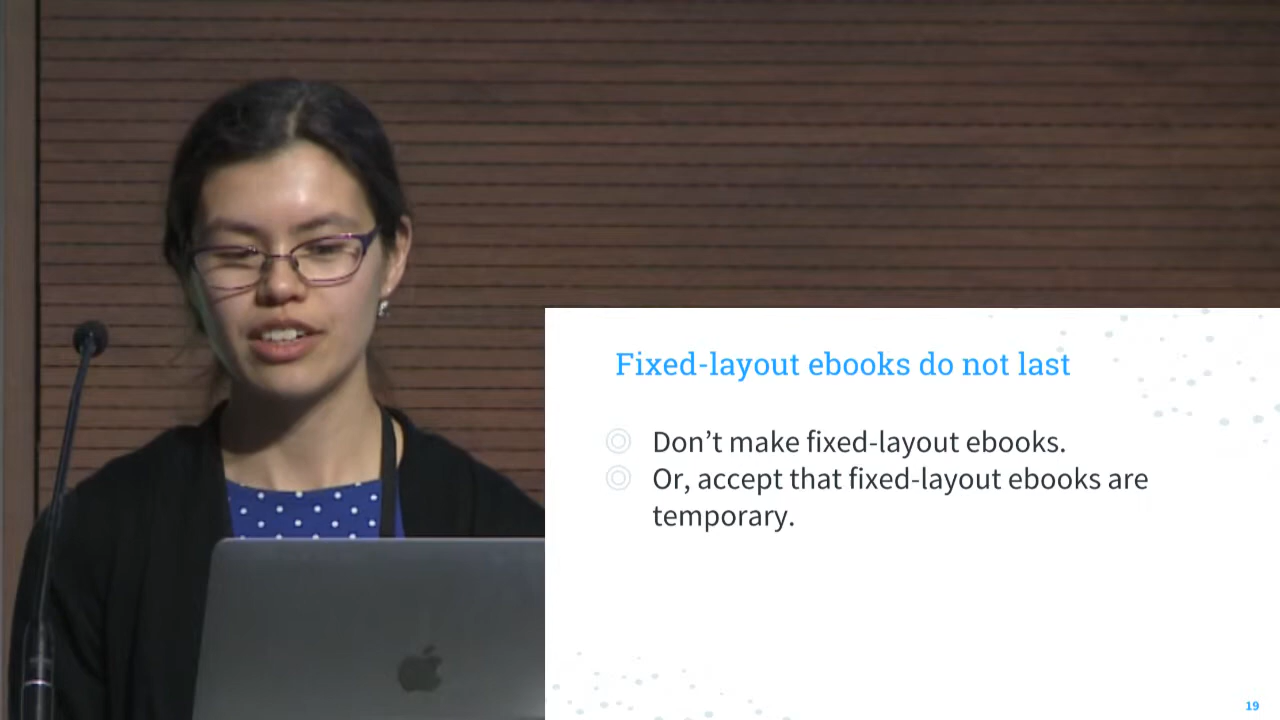 Fixed-layout ebooks do not last
Don’t make fixed-layout ebooks.
Or, accept that fixed-layout ebooks are
temporary.
19